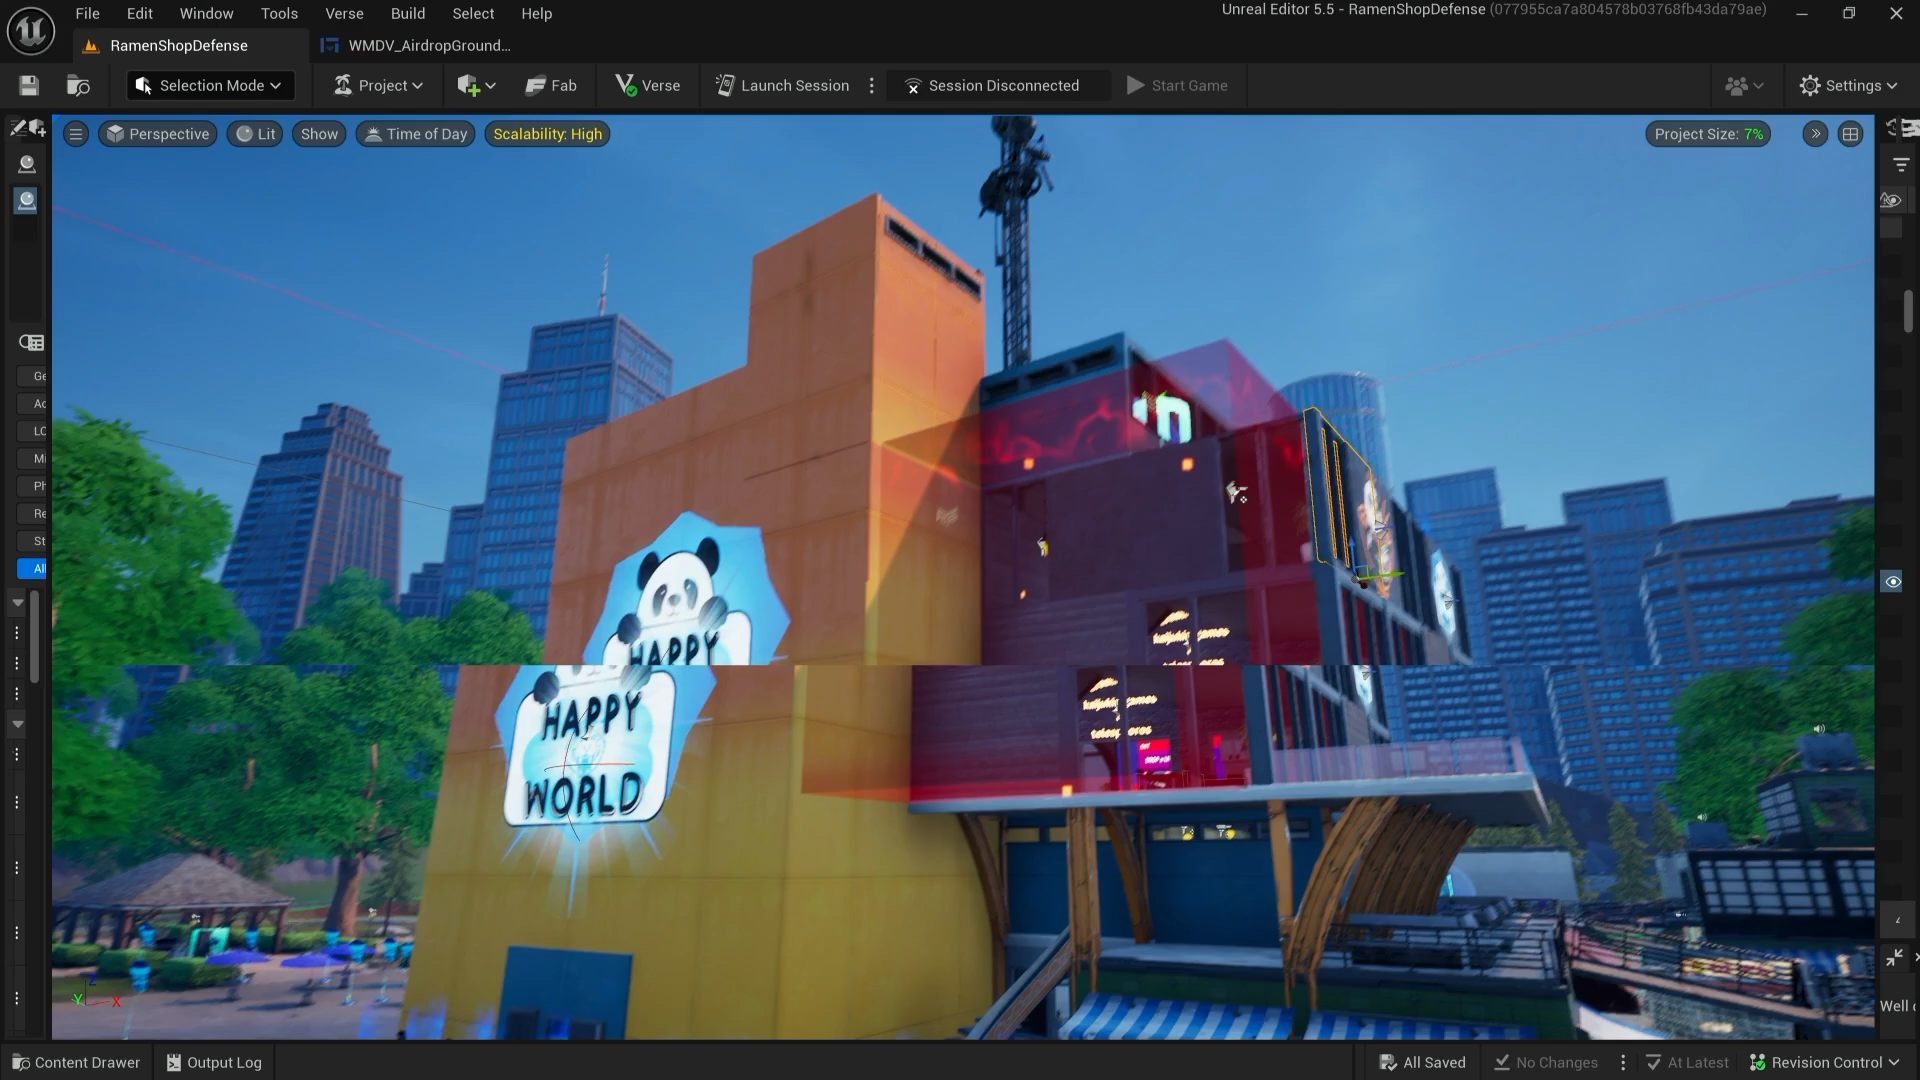 File Edit Window Tools Verse Build Select Help
Unreal Editor 5.5 - RamenShopDefense (077955ca7a804578b03768fb43da79ae)
RamenShopDefense
WMDV_AirdropGround...
Selection Mode
Project
Fab
Verse
Launch Session
Session Disconnected
Start Game
Settings
Perspective
Lit
Show
Time of Day
Scalability: High
Project Size: 7%
Ge
Ac
LC
Mi
Ph
Re
St
Al
HAPPY
HAPPY
WORLD
Z
Y
X
Well
Content Drawer
Output Log
All Saved
No Changes
At Latest
Revision Control